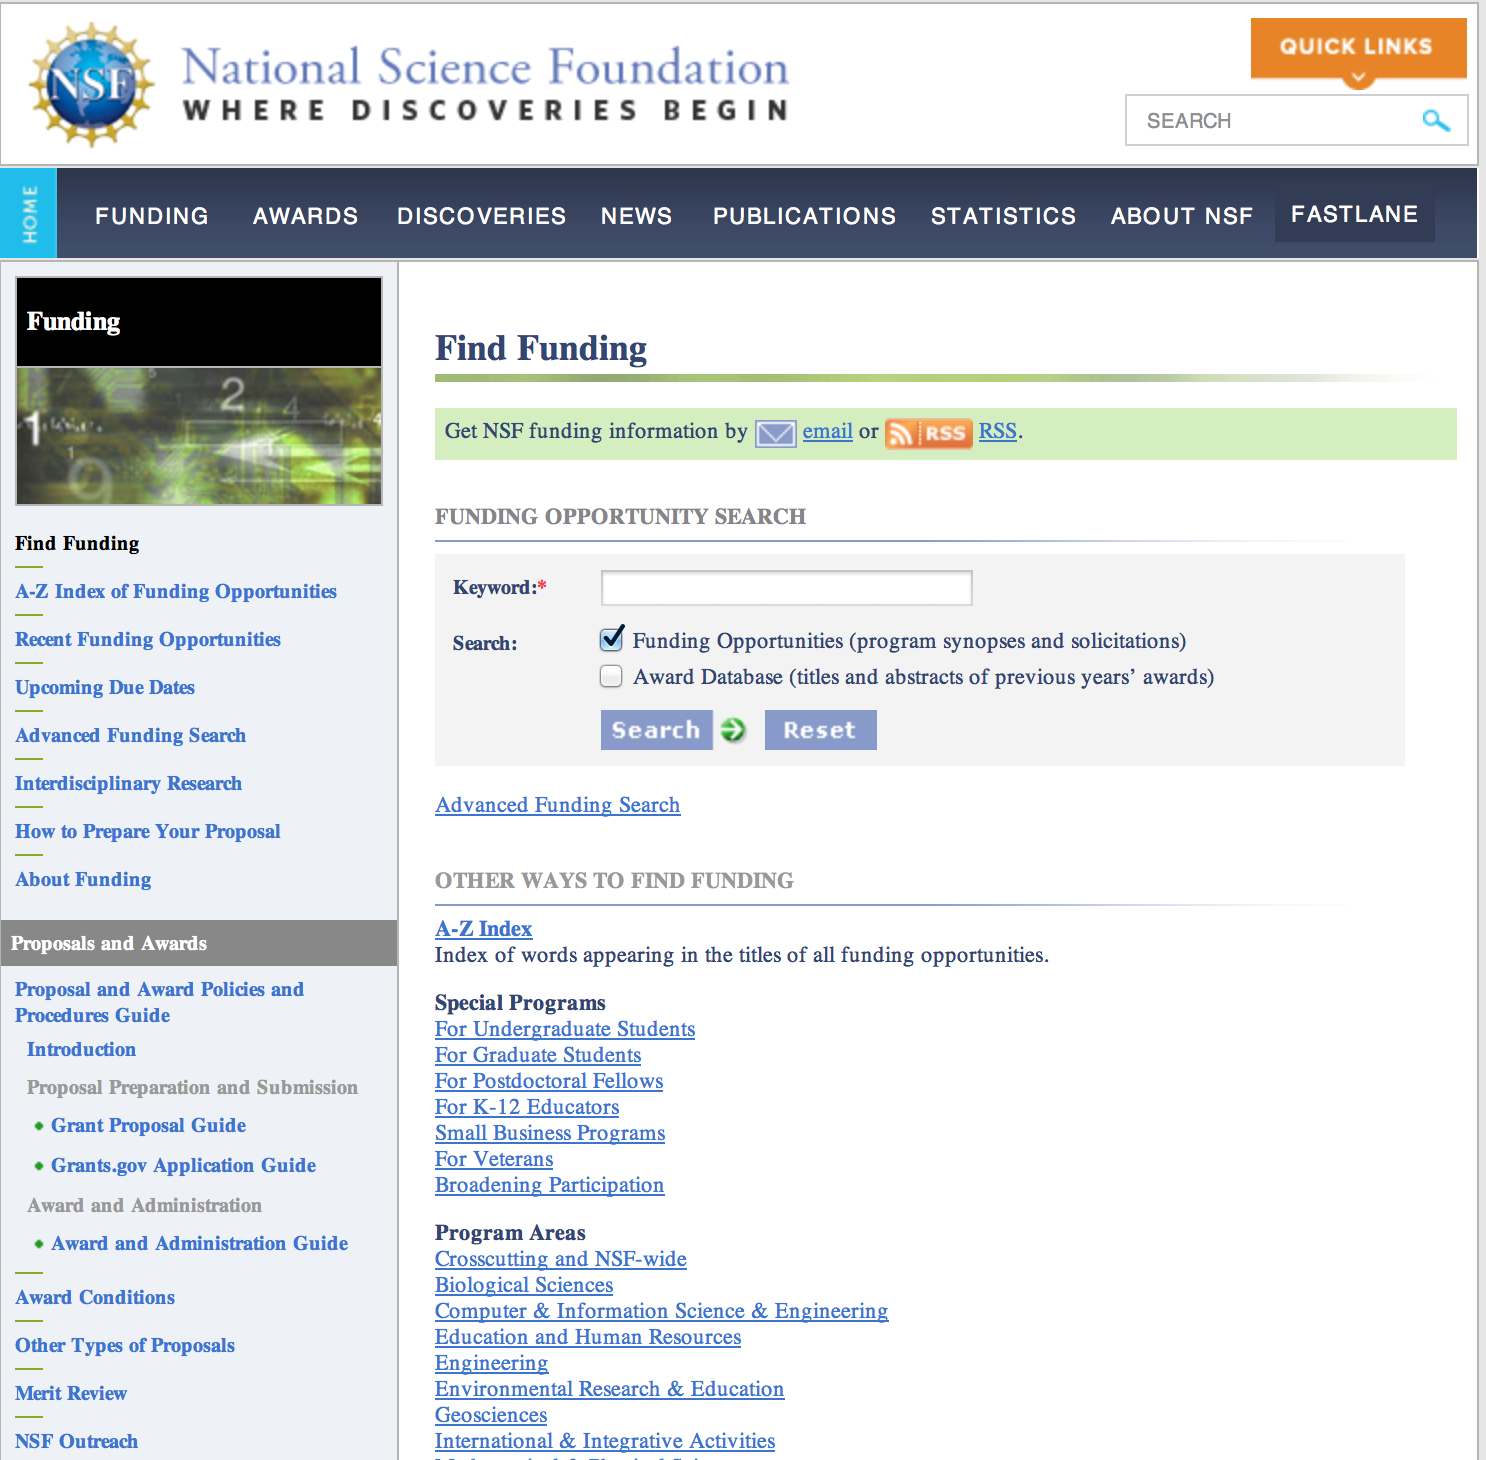 NSF
National Science Foundation
WHERE DISCOVERIES BEGIN
QUICK LINKS
SEARCH
HOME
FUNDING AWARDS DISCOVERIES NEWS PUBLICATIONS STATISTICS ABOUT NSF FASTLANE
Funding
1 2 4
1 9 4
Find Funding
A-Z Index of Funding Opportunities
Recent Funding Opportunities
Upcoming Due Dates
Advanced Funding Search
Interdisciplinary Research
How to Prepare Your Proposal
About Funding
Proposals and Awards
Proposal and Award Policies and
Procedures Guide
Introduction
Proposal Preparation and Submission
Grant Proposal Guide
Grants.gov Application Guide
Award and Administration
Award and Administration Guide
Award Conditions
Other Types of Proposals
Merit Review
NSF Outreach
Find Funding
Get NSF funding information by email or RSS RSS.
FUNDING OPPORTUNITY SEARCH
Keyword:*
Search: Funding Opportunities (program synopses and solicitations)
Award Database (titles and abstracts of previous years’ awards)
Search Reset
Advanced Funding Search
OTHER WAYS TO FIND FUNDING
A-Z Index
Index of words appearing in the titles of all funding opportunities.
Special Programs
For Undergraduate Students
For Graduate Students
For Postdoctoral Fellows
For K-12 Educators
Small Business Programs
For Veterans
Broadening Participation
Program Areas
Crosscutting and NSF-wide
Biological Sciences
Computer & Information Science & Engineering
Education and Human Resources
Engineering
Environmental Research & Education
Geosciences
International & Integrative Activities